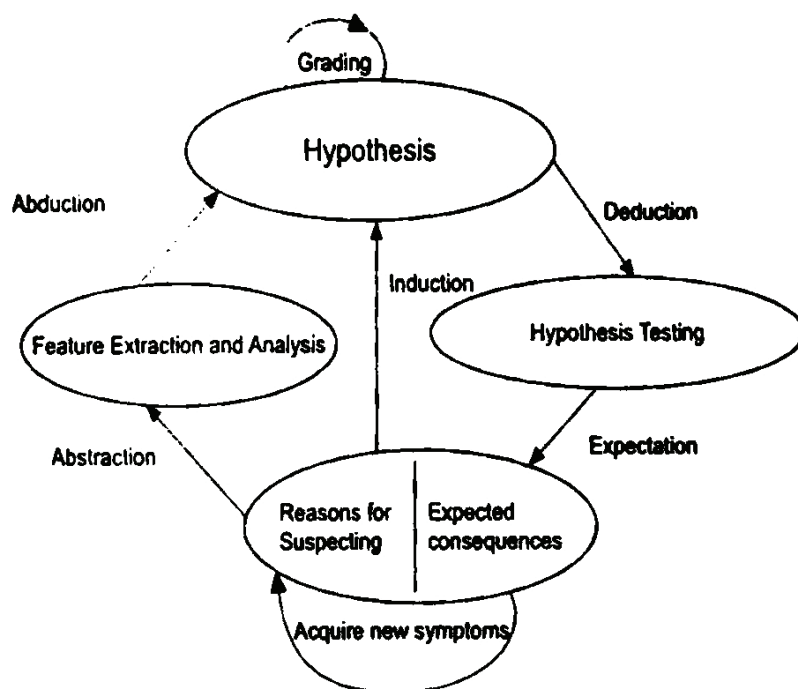 Grading
Hypothesis
Abduction
Deduction
Induction
Feature Extraction and Analysis
Hypothesis Testing
Abstraction
Expectation
Reasons for
Suspecting
Expected
consequences
Acquire new symptoms